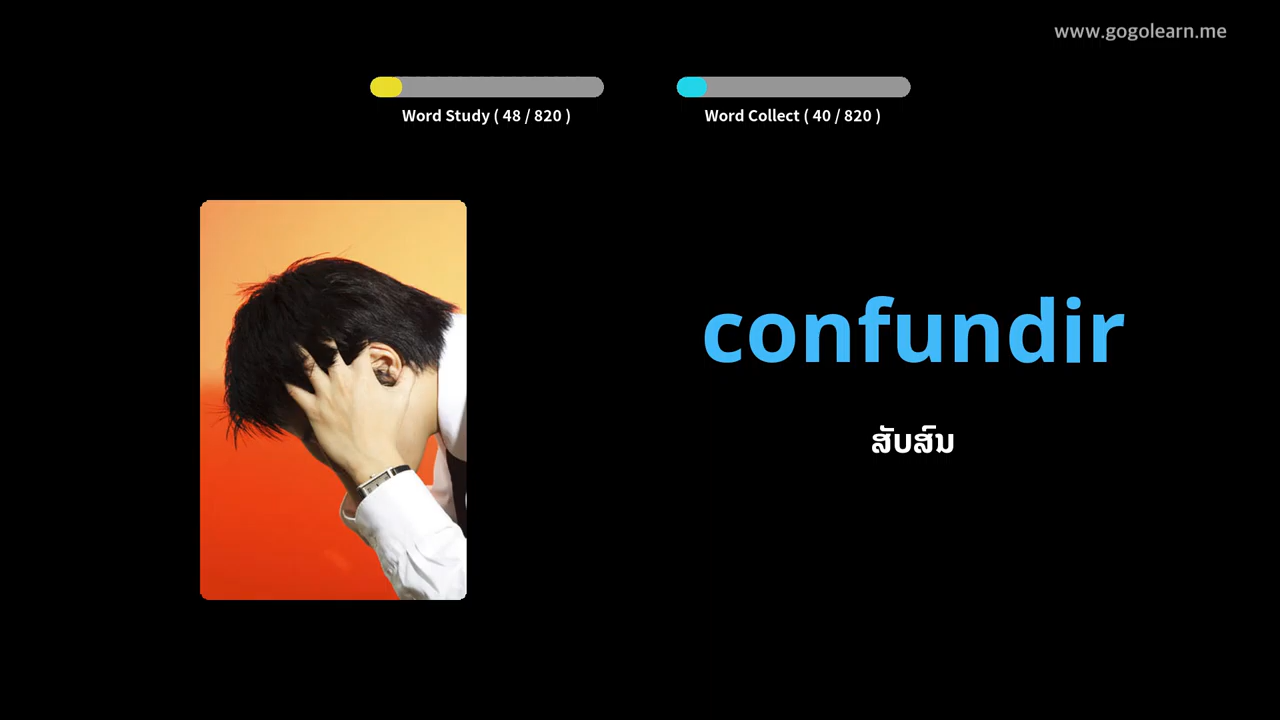 www.gogolearn.me
Word Study ( 48 / 820 )
Word Collect ( 40 / 820 )
confundir
ສັບສົນ